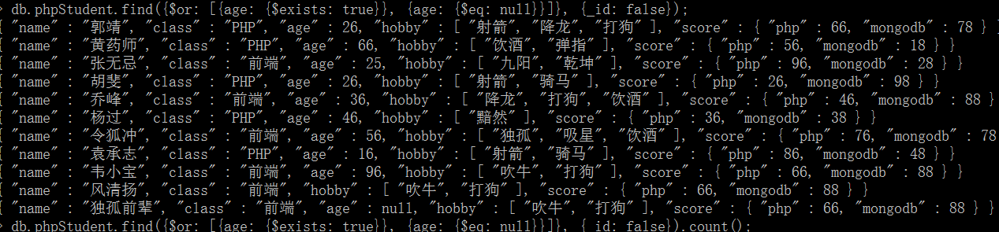 > db.phpStudent.find({$or: [{age: {$exists: true}}, {age: {$eq: null}}]}, {_id: false});
{ "name" : "郭靖", "class" : "PHP", "age" : 26, "hobby" : [ "射箭", "降龙", "打狗" ], "score" : { "php" : 66, "mongodb" : 78 } }
{ "name" : "黄药师", "class" : "PHP", "age" : 66, "hobby" : [ "饮酒", "弹指" ], "score" : { "php" : 56, "mongodb" : 18 } }
{ "name" : "张无忌", "class" : "前端", "age" : 25, "hobby" : [ "九阳", "乾坤" ], "score" : { "php" : 96, "mongodb" : 28 } }
{ "name" : "胡斐", "class" : "PHP", "age" : 26, "hobby" : [ "射箭", "骑马" ], "score" : { "php" : 26, "mongodb" : 98 } }
{ "name" : "乔峰", "class" : "前端", "age" : 36, "hobby" : [ "降龙", "打狗", "饮酒" ], "score" : { "php" : 46, "mongodb" : 88 }
{ "name" : "杨过", "class" : "PHP", "age" : 46, "hobby" : [ "黯然" ], "score" : { "php" : 36, "mongodb" : 38 } }
{ "name" : "令狐冲", "class" : "前端", "age" : 56, "hobby" : [ "独孤", "吸星", "饮酒" ], "score" : { "php" : 76, "mongodb" : 78
{ "name" : "袁承志", "class" : "PHP", "age" : 16, "hobby" : [ "射箭", "骑马" ], "score" : { "php" : 86, "mongodb" : 48 } }
{ "name" : "韦小宝", "class" : "前端", "age" : 96, "hobby" : [ "吹牛", "打狗" ], "score" : { "php" : 66, "mongodb" : 88 } }
{ "name" : "风清扬", "class" : "前端", "hobby" : [ "吹牛", "打狗" ], "score" : { "php" : 66, "mongodb" : 88 } }
{ "name" : "独孤前辈", "class" : "前端", "age" : null, "hobby" : [ "吹牛", "打狗" ], "score" : { "php" : 66, "mongodb" : 88 } }
> db.phpStudent.find({$or: [{age: {$exists: true}}, {age: {$eq: null}}]}, {_id: false}).count();